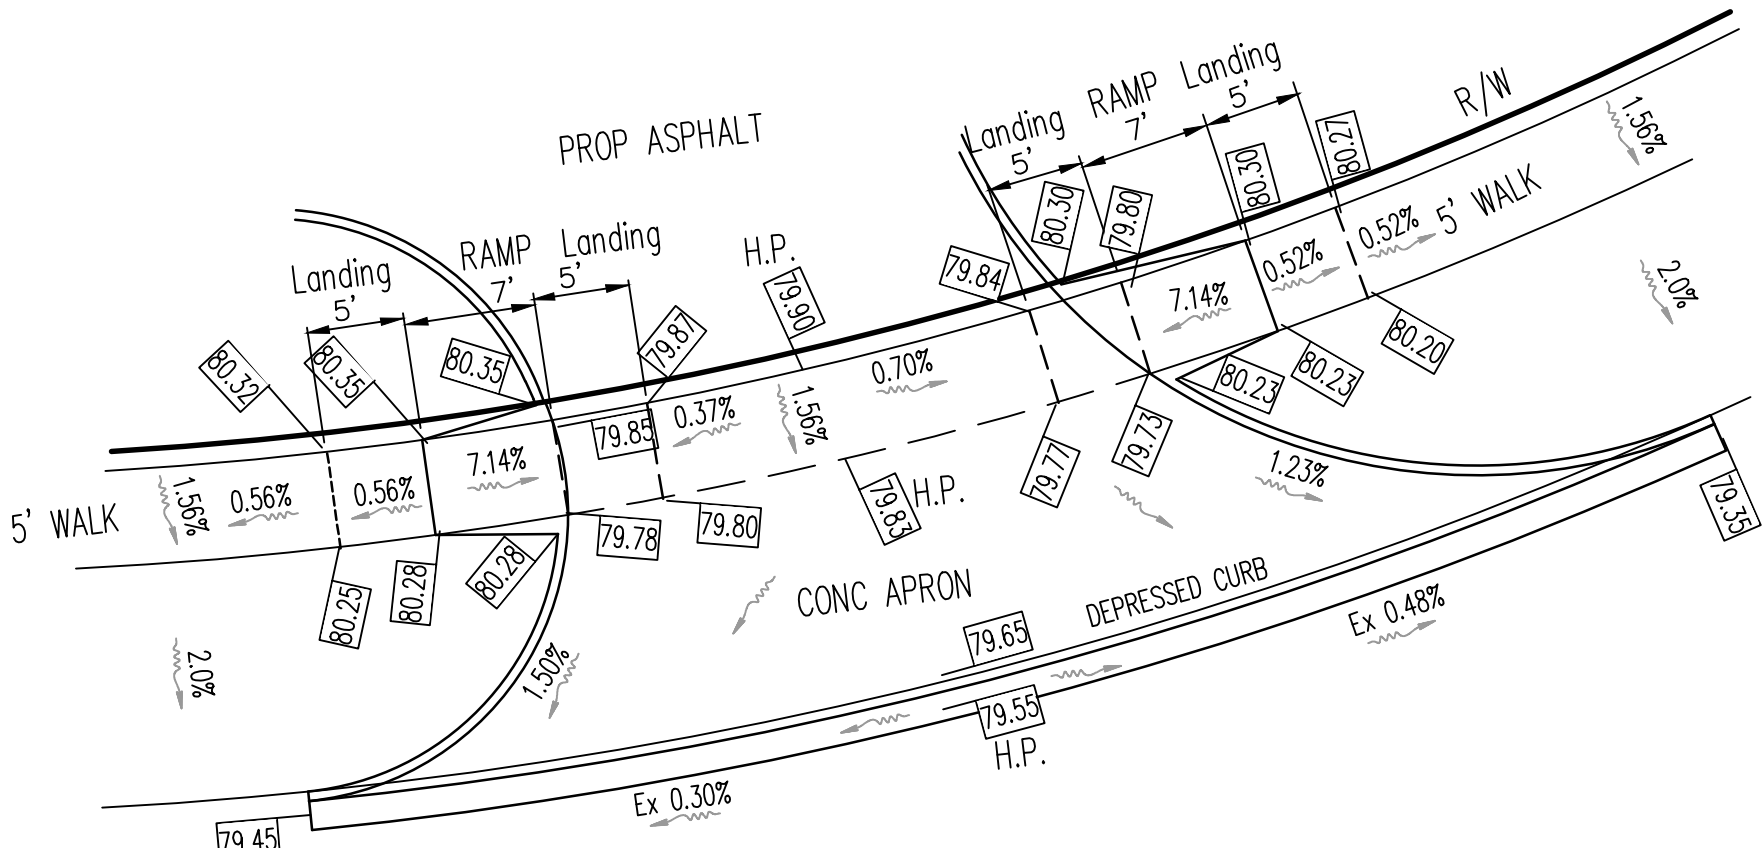 R/W
1.56%
Landing
5'
RAMP
7'
Landing
5'
PROP ASPHALT
80.30
79.80
80.30
80.27
5' WALK
0.52%
0.52%
2.0%
Landing
5'
RAMP
7'
Landing
5'
H.P.
79.90
79.84
7.14%
80.20
80.23
80.23
80.32
80.35
80.35
79.87
0.70%
79.85
0.37%
1.56%
7.14%
0.56%
0.56%
1.56%
5' WALK
79.77
79.73
1.23%
79.35
79.83
H.P.
79.78
79.80
80.25
80.28
80.28
CONC APRON
DEPRESSED CURB
Ex 0.48%
79.65
2.0%
1.50%
79.55
H.P.
Ex 0.30%
79.45